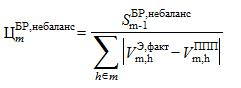 Ц_m^{БР,небаланс} = S_{m-1}^{БР,небаланс} / ∑_{h∈m} |V_{m,h}^{Э,факт} − V_{m,h}^{ППП}|